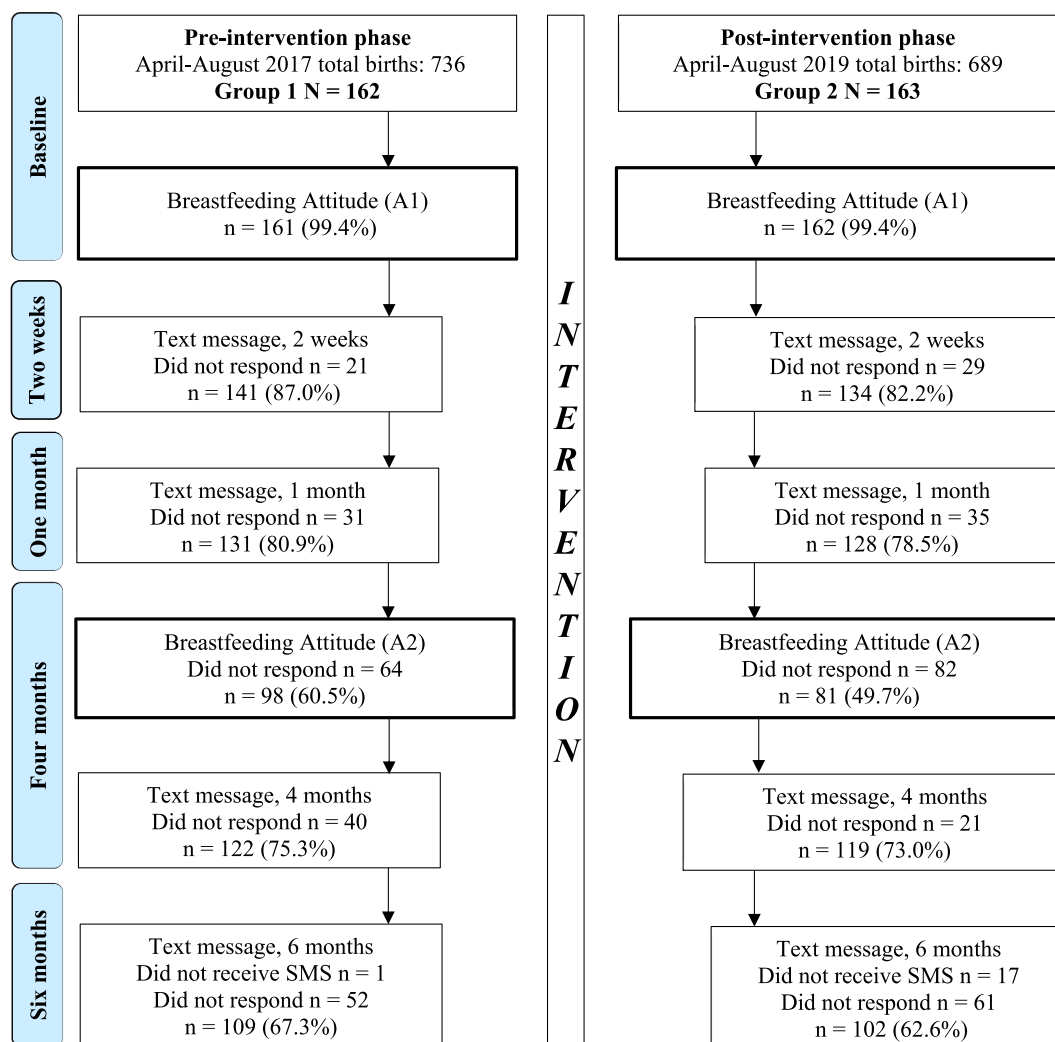 Baseline
Pre-intervention phase
April-August 2017 total births: 736
Group 1 N = 162
Post-intervention phase
April-August 2019 total births: 689
Group 2 N = 163
Breastfeeding Attitude (A1)
n = 161 (99.4%)
Breastfeeding Attitude (A1)
n = 162 (99.4%)
INTERVENTION
Two weeks
Text message, 2 weeks
Did not respond n = 21
n = 141 (87.0%)
Text message, 2 weeks
Did not respond n = 29
n = 134 (82.2%)
One month
Text message, 1 month
Did not respond n = 31
n = 131 (80.9%)
Text message, 1 month
Did not respond n = 35
n = 128 (78.5%)
Four months
Breastfeeding Attitude (A2)
Did not respond n = 64
n = 98 (60.5%)
Breastfeeding Attitude (A2)
Did not respond n = 82
n = 81 (49.7%)
Text message, 4 months
Did not respond n = 40
n = 122 (75.3%)
Text message, 4 months
Did not respond n = 21
n = 119 (73.0%)
Six months
Text message, 6 months
Did not receive SMS n = 1
Did not respond n = 52
n = 109 (67.3%)
Text message, 6 months
Did not receive SMS n = 17
Did not respond n = 61
n = 102 (62.6%)